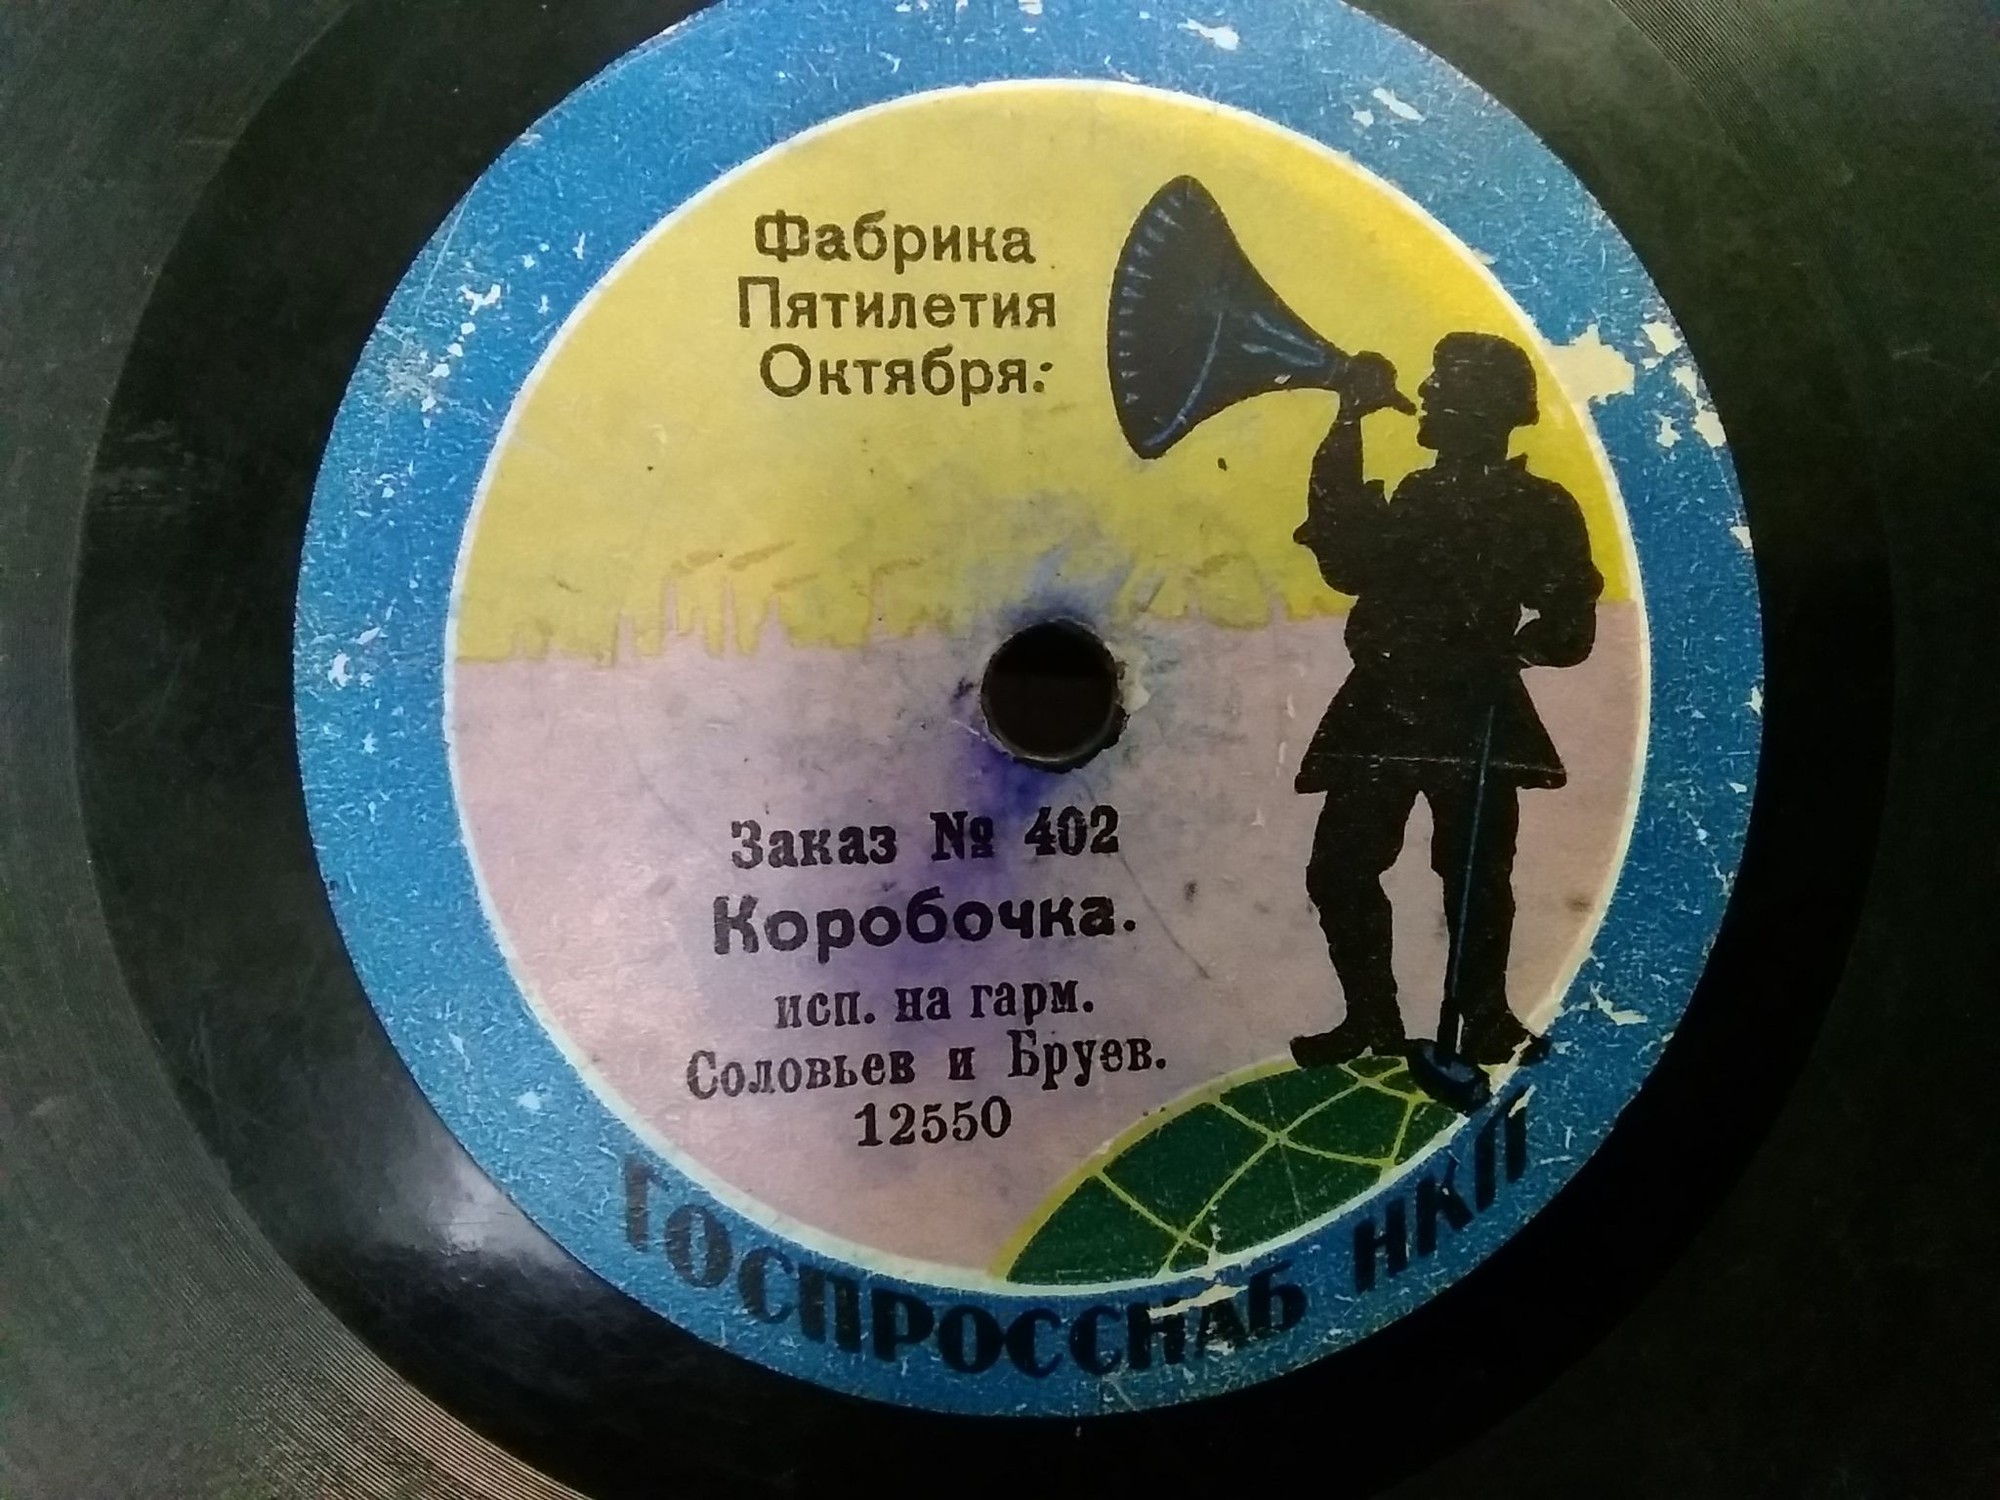 Фабрика
Пятилетия
Октября:
Заказ № 402
Коробочка.
исп. на гарм.
Соловьев и Бруев.
12550
ГОСПРОССНАБ НКП